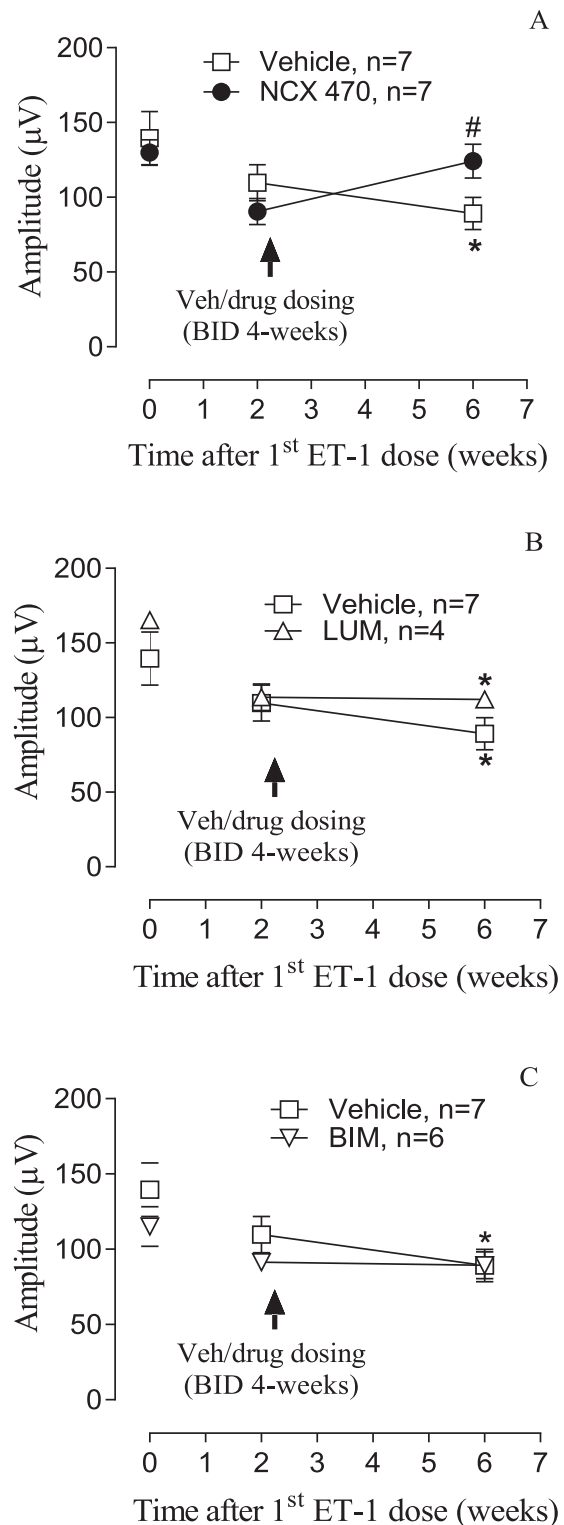 A
Vehicle, n=7
NCX 470, n=7
200
150
100
50
0
Amplitude (µV)
#
*
Veh/drug dosing
(BID 4-weeks)
0 1 2 3 4 5 6 7
Time after 1st ET-1 dose (weeks)
B
Vehicle, n=7
LUM, n=4
200
150
100
50
0
Amplitude (µV)
*
*
Veh/drug dosing
(BID 4-weeks)
0 1 2 3 4 5 6 7
Time after 1st ET-1 dose (weeks)
C
Vehicle, n=7
BIM, n=6
200
150
100
50
0
Amplitude (µV)
*
Veh/drug dosing
(BID 4-weeks)
0 1 2 3 4 5 6 7
Time after 1st ET-1 dose (weeks)